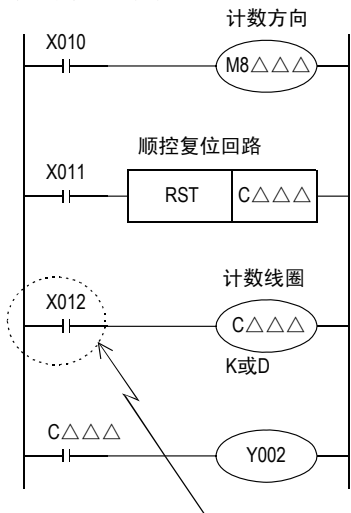 计数方向
X010
M8△△△
顺控复位回路
X011
RST
C△△△
计数线圈
X012
C△△△
K或D
C△△△
Y002